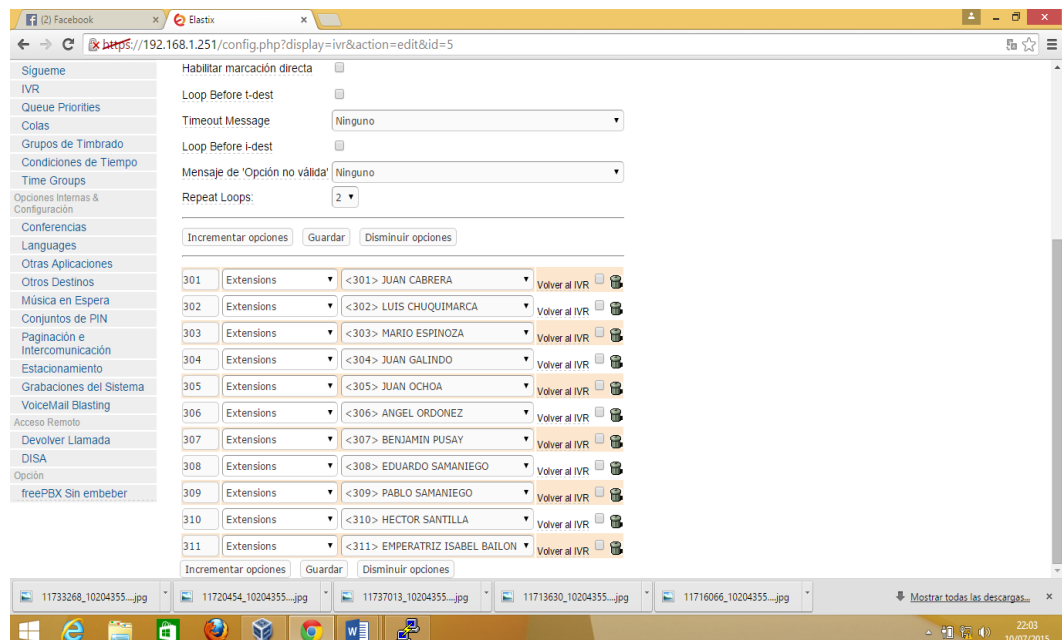 (2) Facebook
Elastix
https://192.168.1.251/config.php?display=ivr&action=edit&id=5
Sígueme
IVR
Queue Priorities
Colas
Grupos de Timbrado
Condiciones de Tiempo
Time Groups
Opciones Internas &
Configuración
Conferencias
Languages
Otras Aplicaciones
Otros Destinos
Música en Espera
Conjuntos de PIN
Paginación e
Intercomunicación
Estacionamiento
Grabaciones del Sistema
VoiceMail Blasting
Acceso Remoto
Devolver Llamada
DISA
Opción
freePBX Sin embeber
Habilitar marcación directa
Loop Before t-dest
Timeout Message Ninguno
Loop Before i-dest
Mensaje de 'Opción no válida' Ninguno
Repeat Loops: 2
Incrementar opciones Guardar Disminuir opciones
301 Extensions <301> JUAN CABRERA Volver al IVR
302 Extensions <302> LUIS CHUQUIMARCA Volver al IVR
303 Extensions <303> MARIO ESPINOZA Volver al IVR
304 Extensions <304> JUAN GALINDO Volver al IVR
305 Extensions <305> JUAN OCHOA Volver al IVR
306 Extensions <306> ANGEL ORDONEZ Volver al IVR
307 Extensions <307> BENJAMIN PUSAY Volver al IVR
308 Extensions <308> EDUARDO SAMANIEGO Volver al IVR
309 Extensions <309> PABLO SAMANIEGO Volver al IVR
310 Extensions <310> HECTOR SANTILLA Volver al IVR
311 Extensions <311> EMPERATRIZ ISABEL BAILON Volver al IVR
Incrementar opciones Guardar Disminuir opciones
11733268_10204355....jpg 11720454_10204355....jpg 11737013_10204355....jpg 11713630_10204355....jpg 11716066_10204355....jpg Mostrar todas las descargas...
22:03
10/07/2015